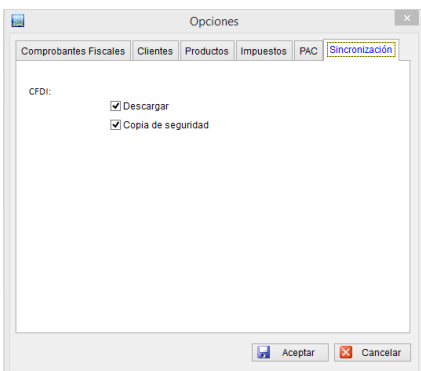 Opciones
Comprobantes Fiscales Clientes Productos Impuestos PAC Sincronización
CFDI:
Descargar
Copia de seguridad
Aceptar Cancelar